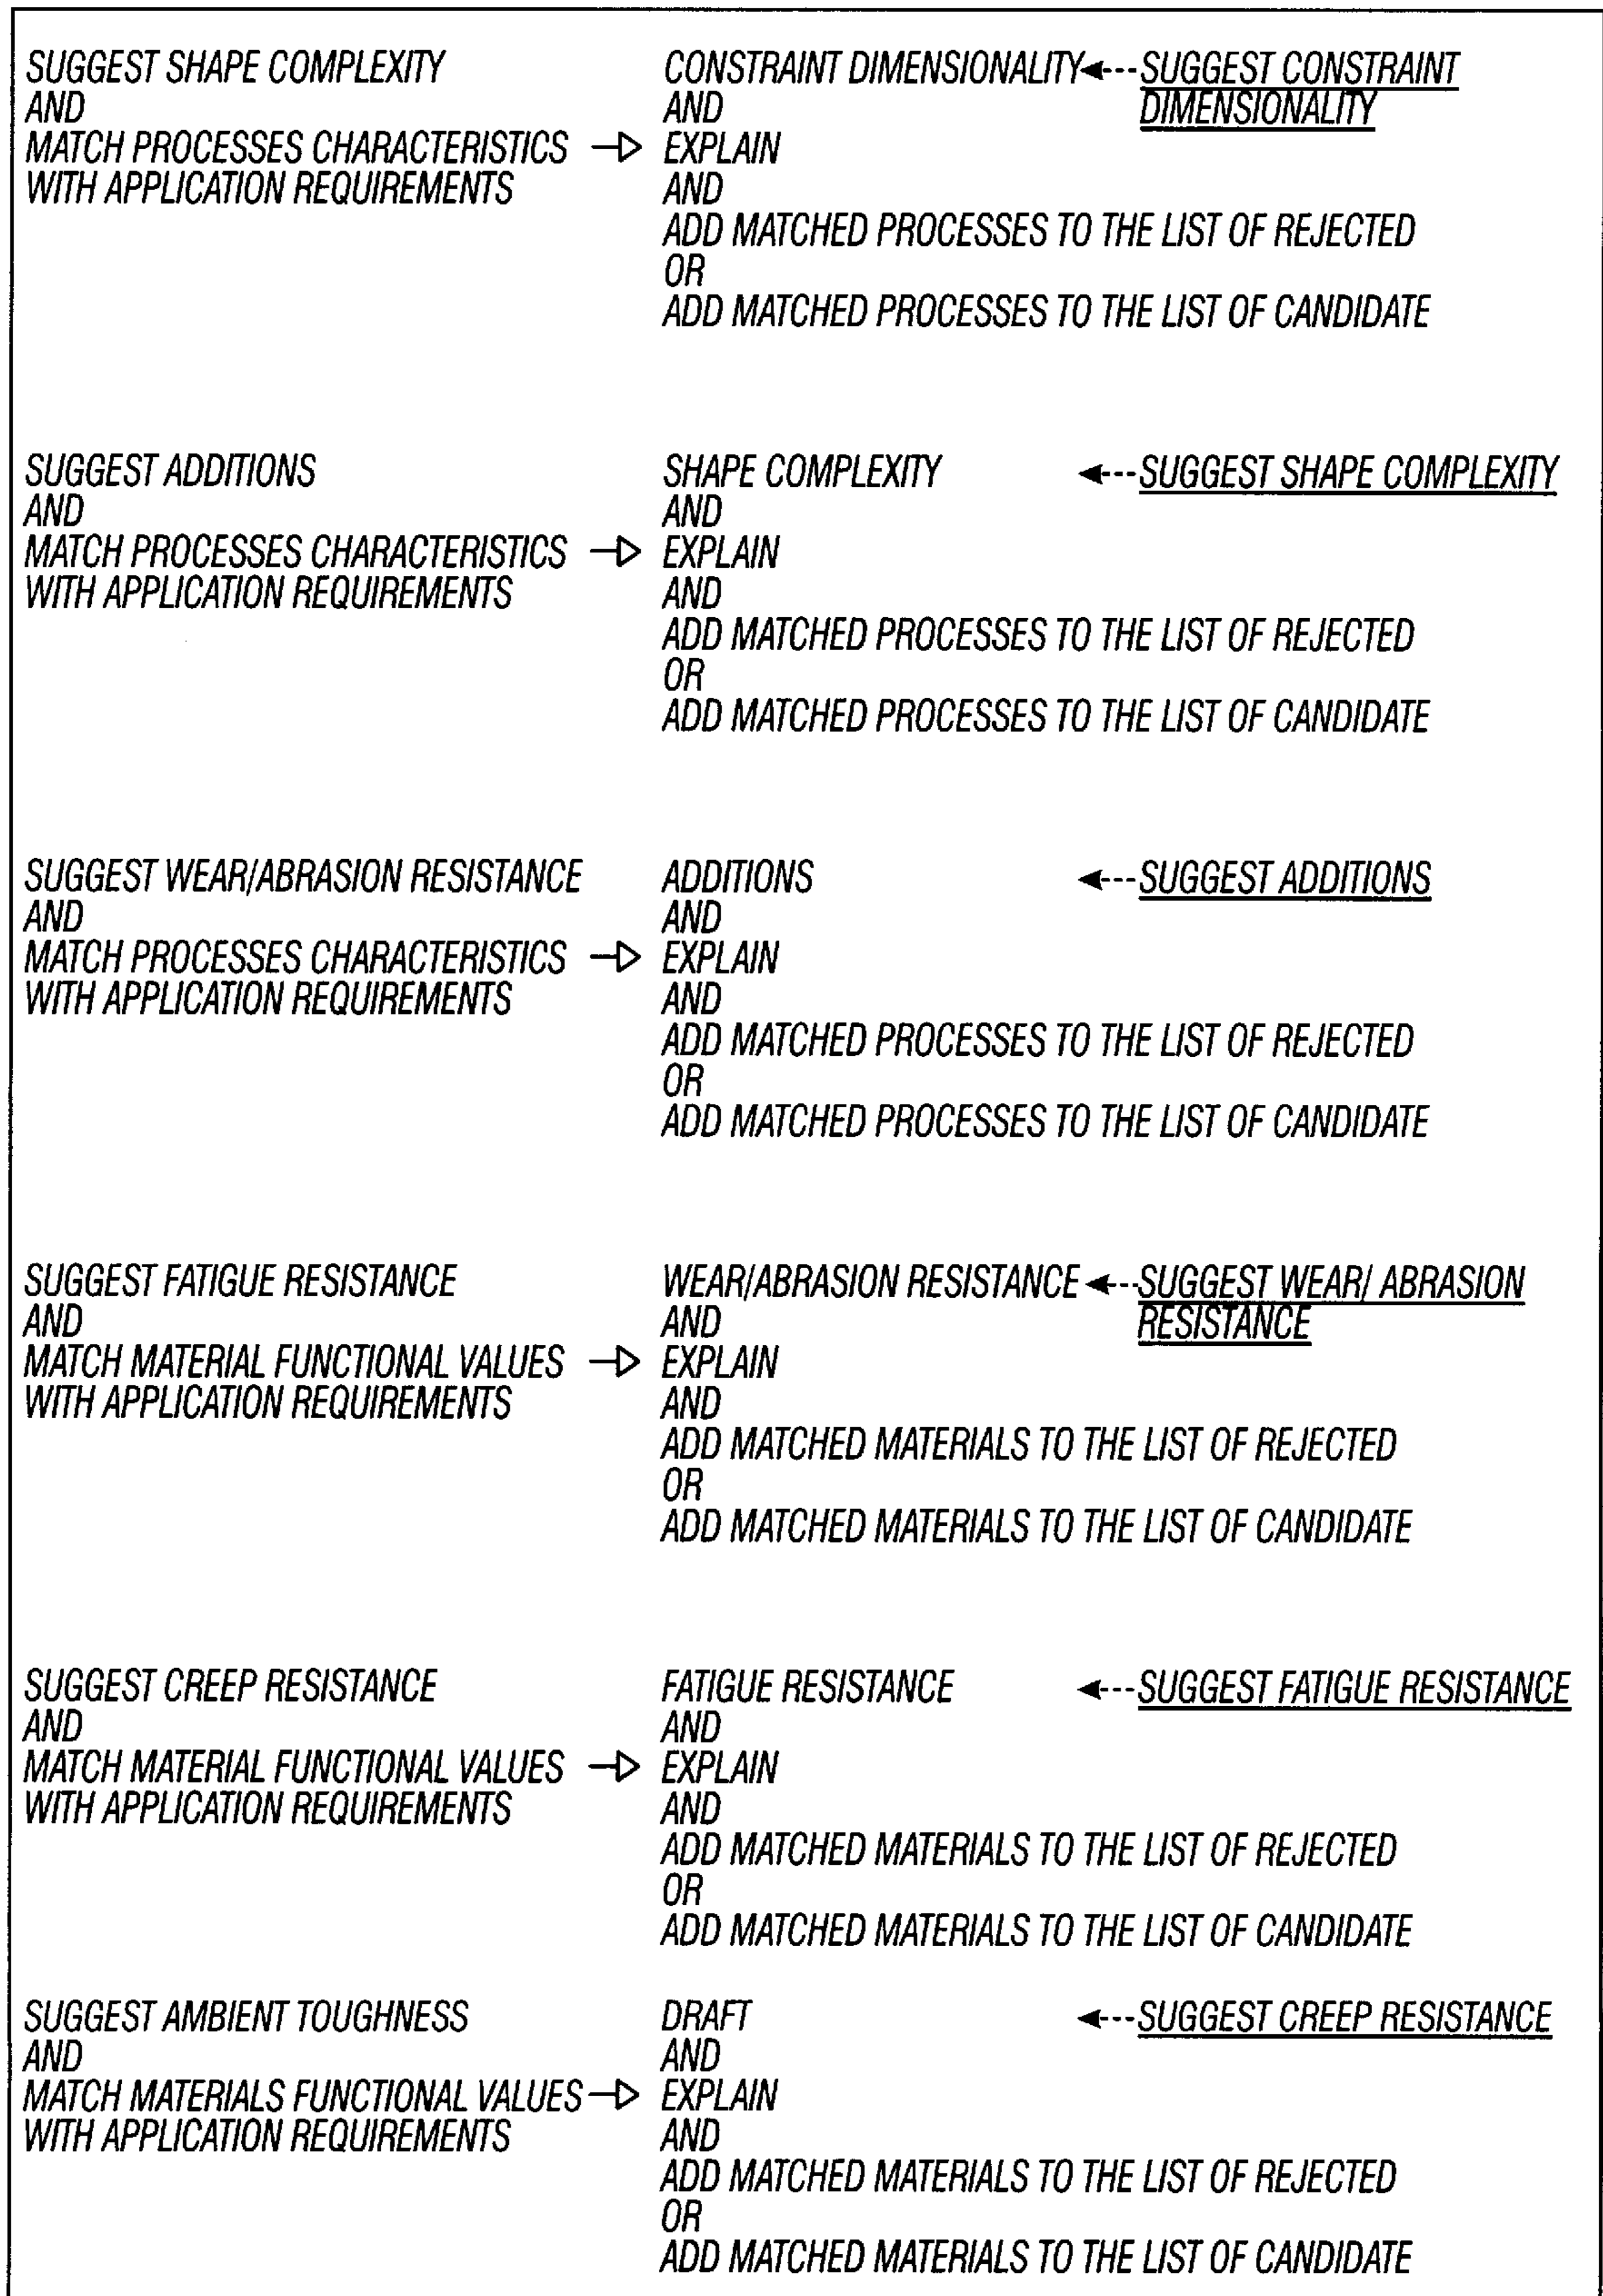 SUGGEST SHAPE COMPLEXITY CONSTRAINT DIMENSIONALITY SUGGEST CONSTRAINT
AND AND DIMENSIONALITY
MATCH PROCESSES CHARACTERISTICS EXPLAIN
WITH APPLICATION REQUIREMENTS AND
ADD MATCHED PROCESSES TO THE LIST OF REJECTED
OR
ADD MATCHED PROCESSES TO THE LIST OF CANDIDATE
SUGGEST ADDITIONS SHAPE COMPLEXITY SUGGEST SHAPE COMPLEXITY
AND AND
MATCH PROCESSES CHARACTERISTICS EXPLAIN
WITH APPLICATION REQUIREMENTS AND
ADD MATCHED PROCESSES TO THE LIST OF REJECTED
OR
ADD MATCHED PROCESSES TO THE LIST OF CANDIDATE
SUGGEST WEAR/ABRASION RESISTANCE ADDITIONS SUGGEST ADDITIONS
AND AND
MATCH PROCESSES CHARACTERISTICS EXPLAIN
WITH APPLICATION REQUIREMENTS AND
ADD MATCHED PROCESSES TO THE LIST OF REJECTED
OR
ADD MATCHED PROCESSES TO THE LIST OF CANDIDATE
SUGGEST FATIGUE RESISTANCE WEAR/ABRASION RESISTANCE SUGGEST WEAR/ ABRASION
AND AND RESISTANCE
MATCH MATERIAL FUNCTIONAL VALUES EXPLAIN
WITH APPLICATION REQUIREMENTS AND
ADD MATCHED MATERIALS TO THE LIST OF REJECTED
OR
ADD MATCHED MATERIALS TO THE LIST OF CANDIDATE
SUGGEST CREEP RESISTANCE FATIGUE RESISTANCE SUGGEST FATIGUE RESISTANCE
AND AND
MATCH MATERIAL FUNCTIONAL VALUES EXPLAIN
WITH APPLICATION REQUIREMENTS AND
ADD MATCHED MATERIALS TO THE LIST OF REJECTED
OR
ADD MATCHED MATERIALS TO THE LIST OF CANDIDATE
SUGGEST AMBIENT TOUGHNESS DRAFT SUGGEST CREEP RESISTANCE
AND AND
MATCH MATERIALS FUNCTIONAL VALUES EXPLAIN
WITH APPLICATION REQUIREMENTS AND
ADD MATCHED MATERIALS TO THE LIST OF REJECTED
OR
ADD MATCHED MATERIALS TO THE LIST OF CANDIDATE